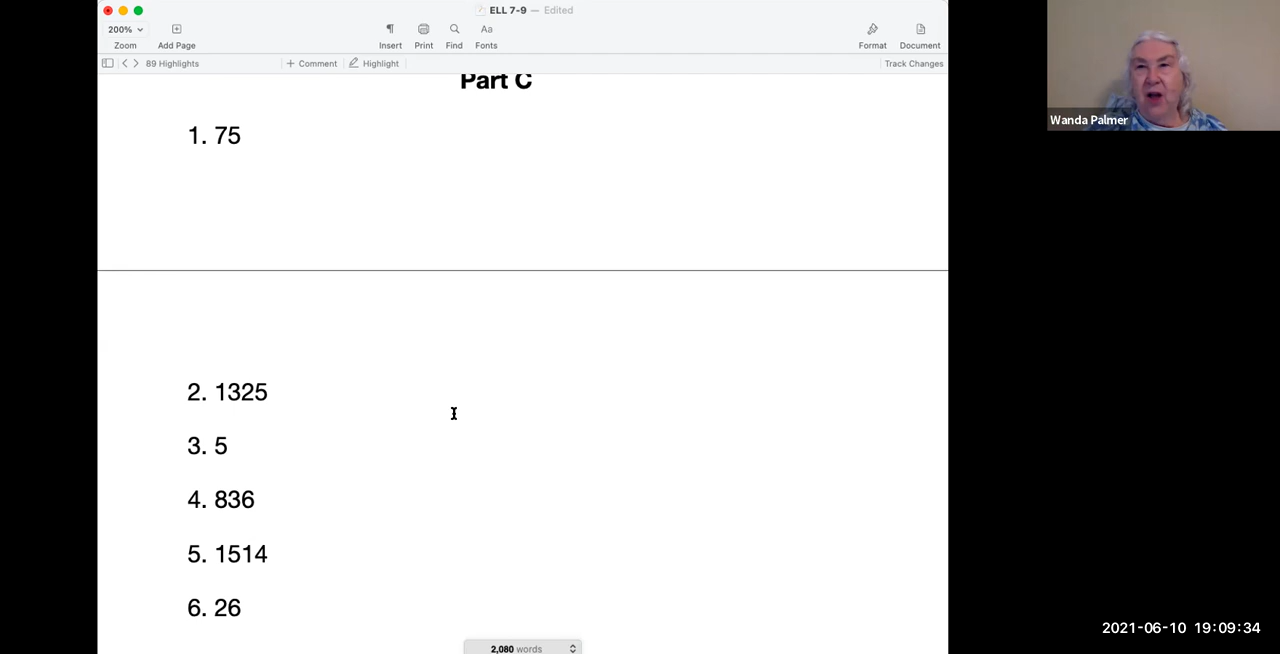 ELL 7-9 — Edited
200%
Zoom
Add Page
Insert
Print
Find
Aa
Fonts
Format
Document
89 Highlights
+ Comment
Highlight
Track Changes
Part C
1. 75
2. 1325
3. 5
4. 836
5. 1514
6. 26
2,080 words
Wanda Palmer
2021-06-10 19:09:34